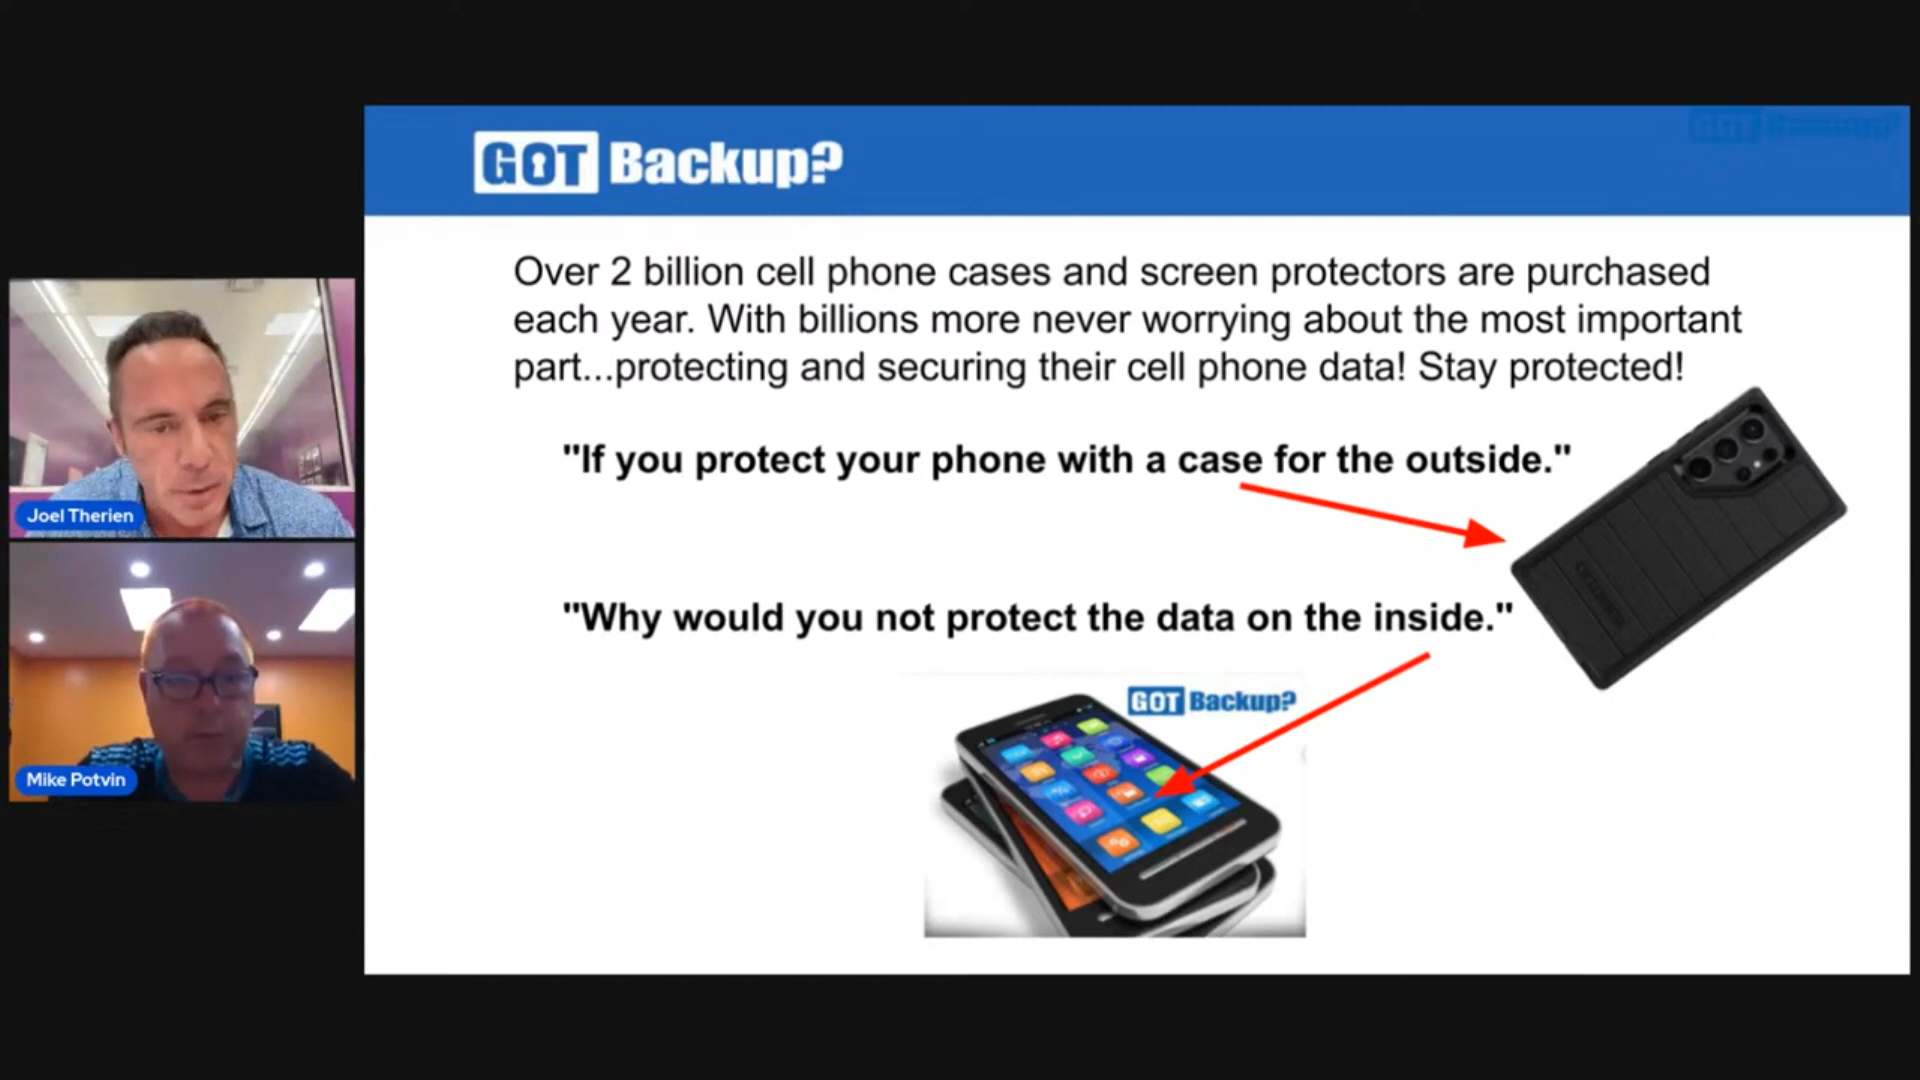 GOT Backup?
Over 2 billion cell phone cases and screen protectors are purchased
each year. With billions more never worrying about the most important
part...protecting and securing their cell phone data! Stay protected!
"If you protect your phone with a case for the outside."
"Why would you not protect the data on the inside."
GOT Backup?
Joel Therien
Mike Potvin